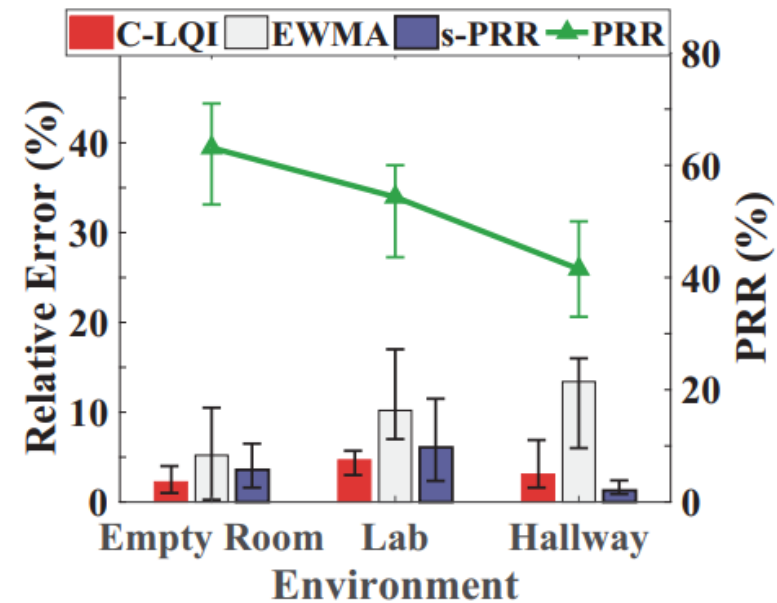 C-LQI EWMA s-PRR PRR
Relative Error (%)
40
30
20
10
0
80
60
40
20
0
PRR (%)
Empty Room Lab Hallway
Environment